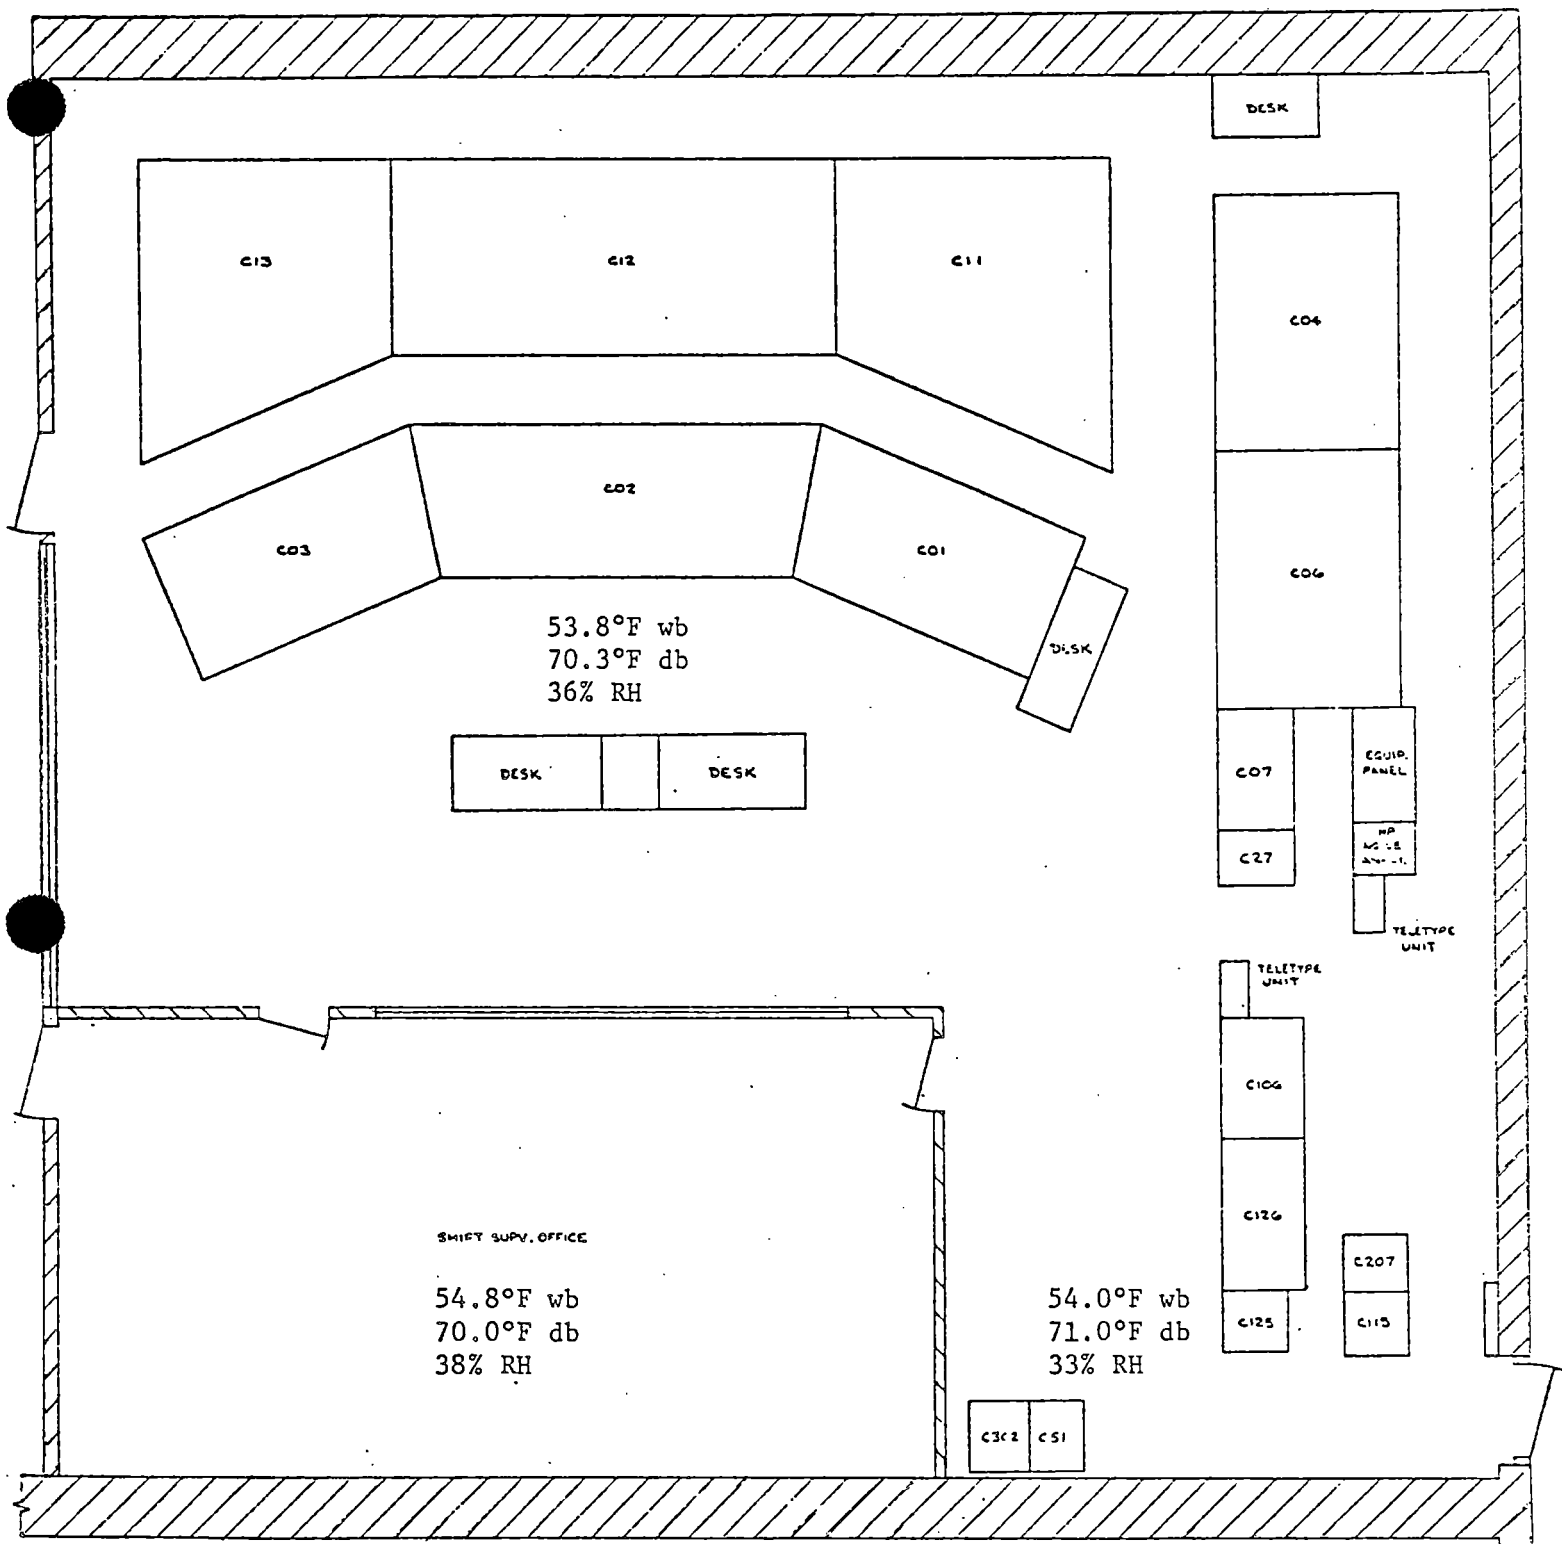 DESK
C13
C12
C11
C04
C02
C03
C01
C06
53.8°F wb
70.3°F db
36% RH
DESK
DESK
DESK
C07
EQUIP.
PANEL
C27
HP
TELETYPE
UNIT
TELETYPE
UNIT
C106
C126
SHIFT SUPV. OFFICE
54.8°F wb
70.0°F db
38% RH
54.0°F wb
71.0°F db
33% RH
C207
C125
C115
C51